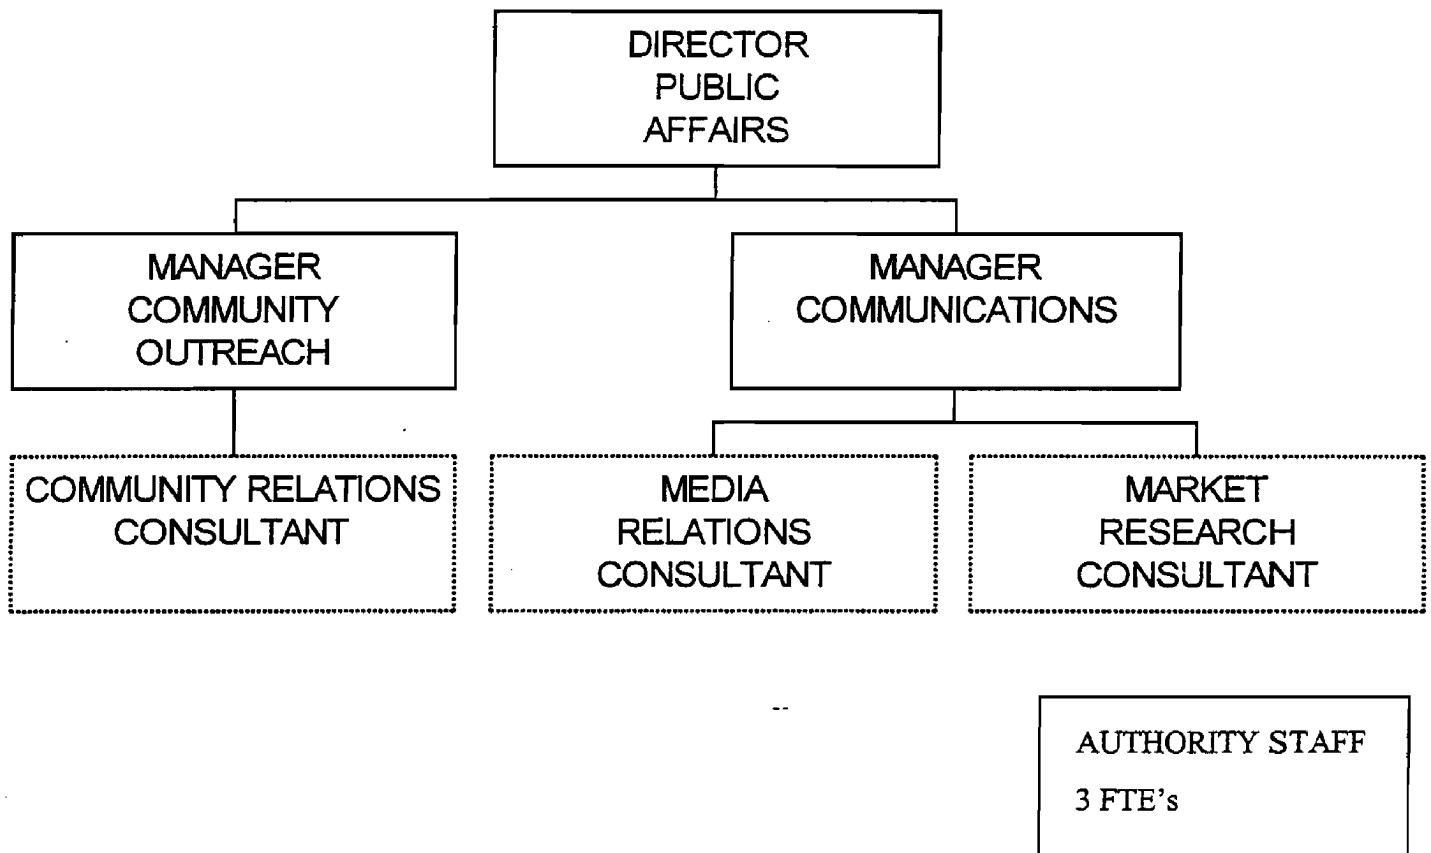 DIRECTOR
PUBLIC
AFFAIRS
MANAGER
COMMUNITY
OUTREACH
MANAGER
COMMUNICATIONS
COMMUNITY RELATIONS
CONSULTANT
MEDIA
RELATIONS
CONSULTANT
MARKET
RESEARCH
CONSULTANT
AUTHORITY STAFF
3 FTE's